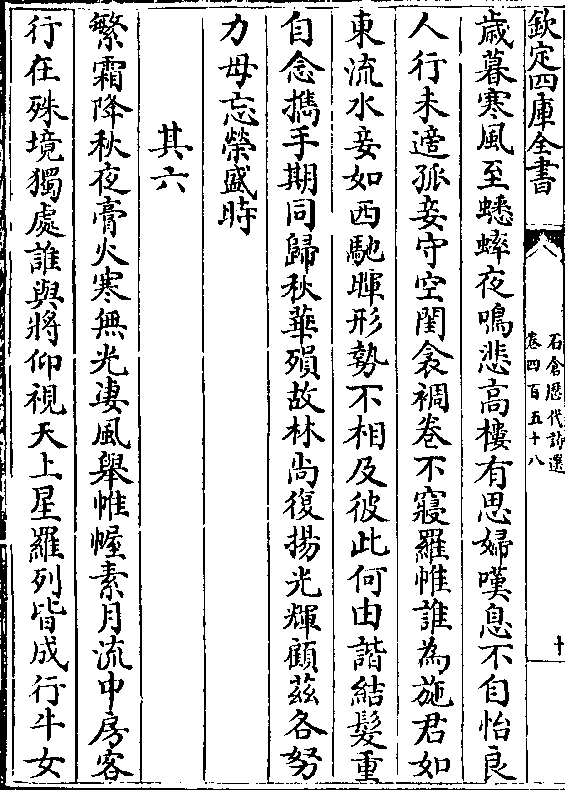 欽定四庫全書
石倉歷代詩選
卷四百五十八
十
歲暮寒風至蟋蟀夜鳴悲高樓有思婦嘆息不自怡良
人行未遠孤妾守空閨衾裯卷不寢羅帷誰為施君如
東流水妾如西馳暉形勢不相及彼此何由諧結髮重
自念攜手期同歸秋華殞故林尚復揚光輝顧茲各努
力毋忘榮盛時
其六
繁霜降秋夜膏火寒無光淒風舉帷幄素月流中房客
行在殊境獨處誰與將仰視天上星羅列皆成行牛女